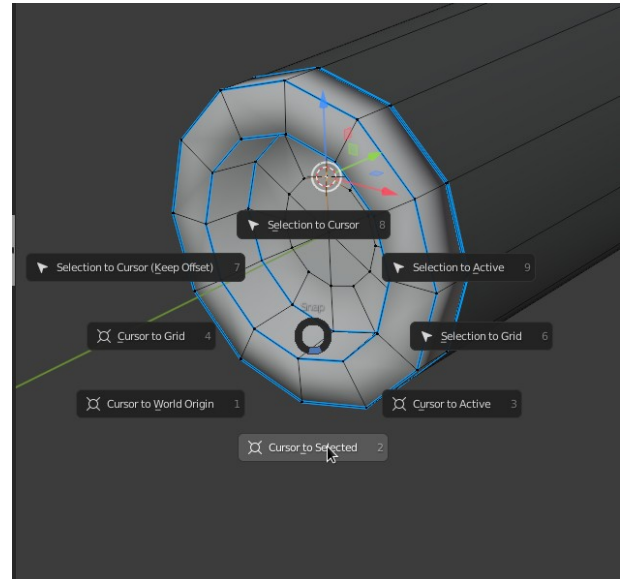 Selection to Cursor 8
Selection to Cursor (Keep Offset) 7
Selection to Active 9
Snap
Cursor to Grid 4
Selection to Grid 6
Cursor to World Origin 1
Cursor to Active 3
Cursor to Selected 2